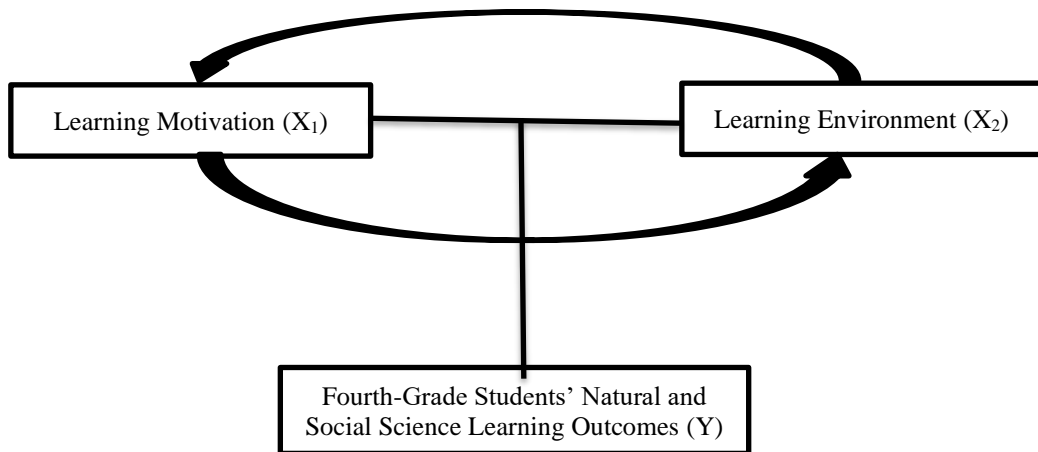 Learning Motivation (X₁)
Learning Environment (X₂)
Fourth-Grade Students’ Natural and
Social Science Learning Outcomes (Y)